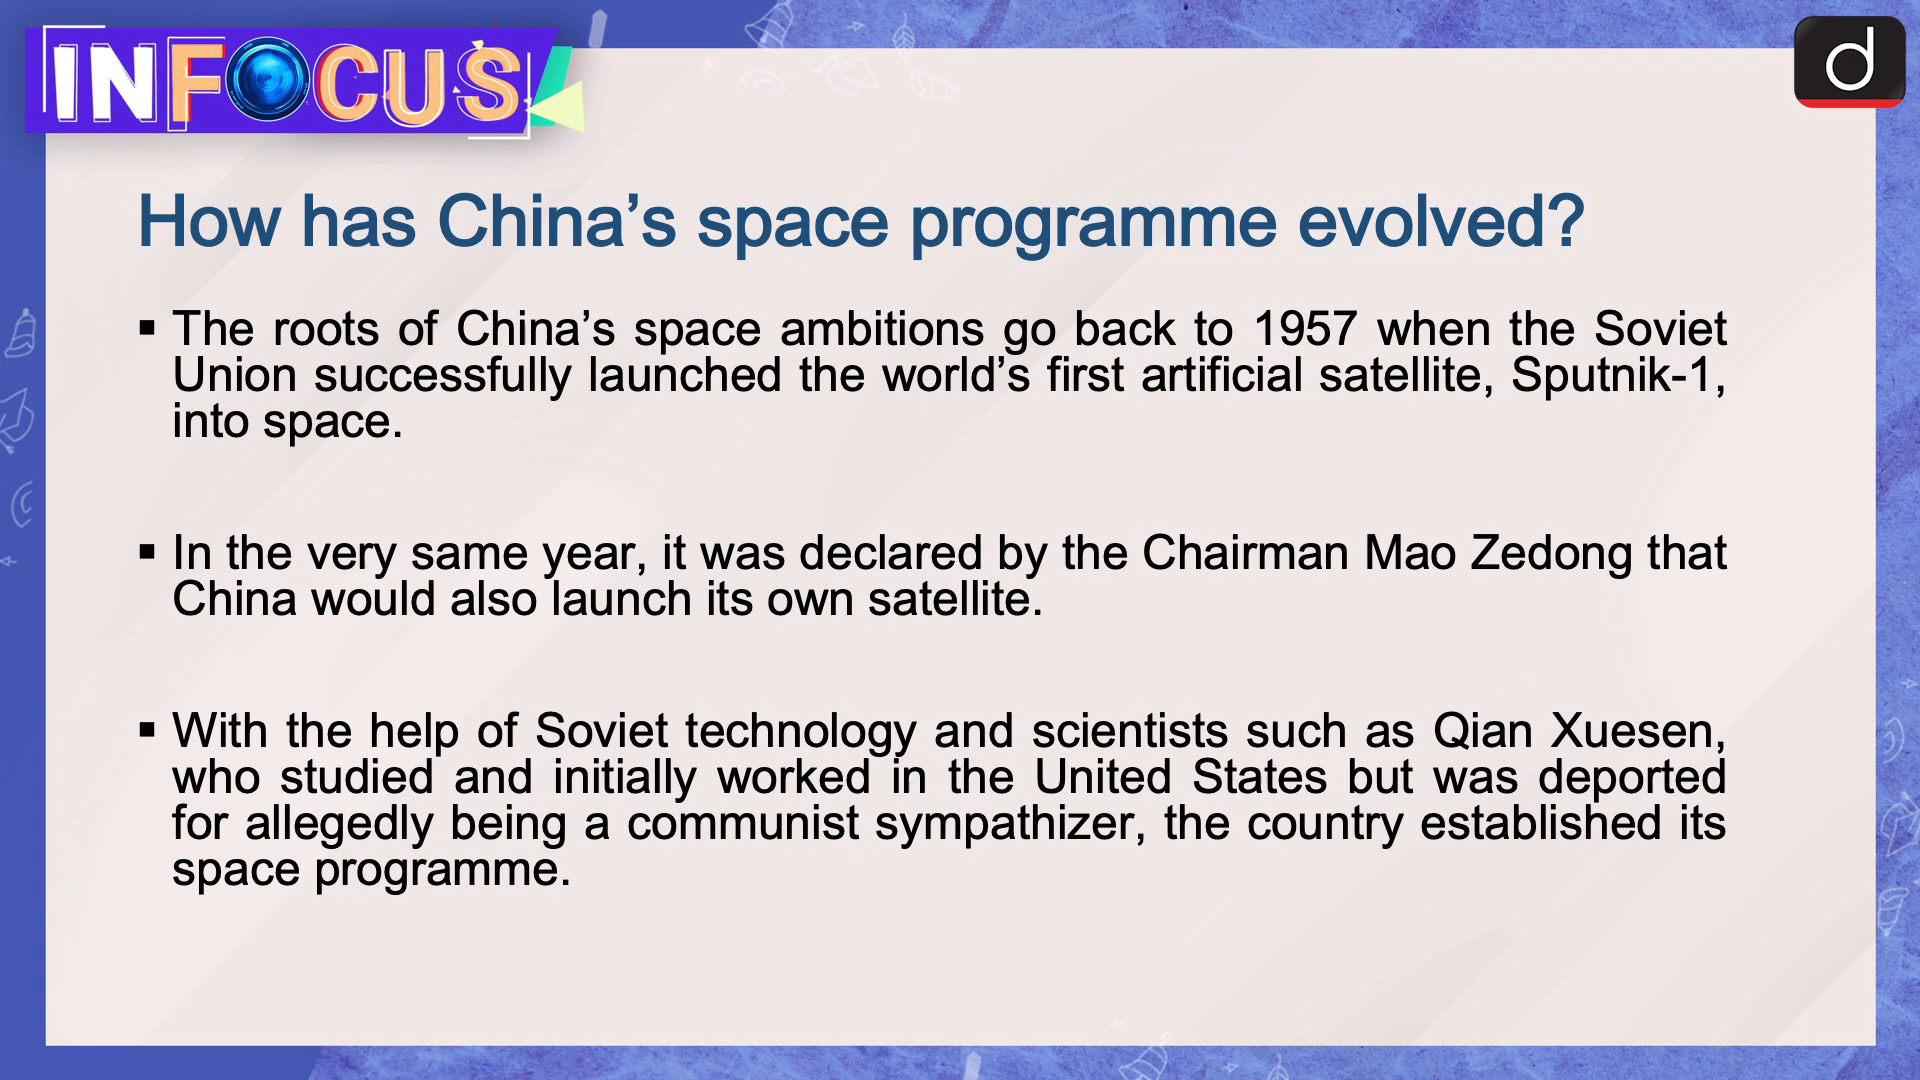 INFOCUS
d
How has China’s space programme evolved?
▪ The roots of China’s space ambitions go back to 1957 when the Soviet
Union successfully launched the world’s first artificial satellite, Sputnik-1,
into space.
▪ In the very same year, it was declared by the Chairman Mao Zedong that
China would also launch its own satellite.
▪ With the help of Soviet technology and scientists such as Qian Xuesen,
who studied and initially worked in the United States but was deported
for allegedly being a communist sympathizer, the country established its
space programme.